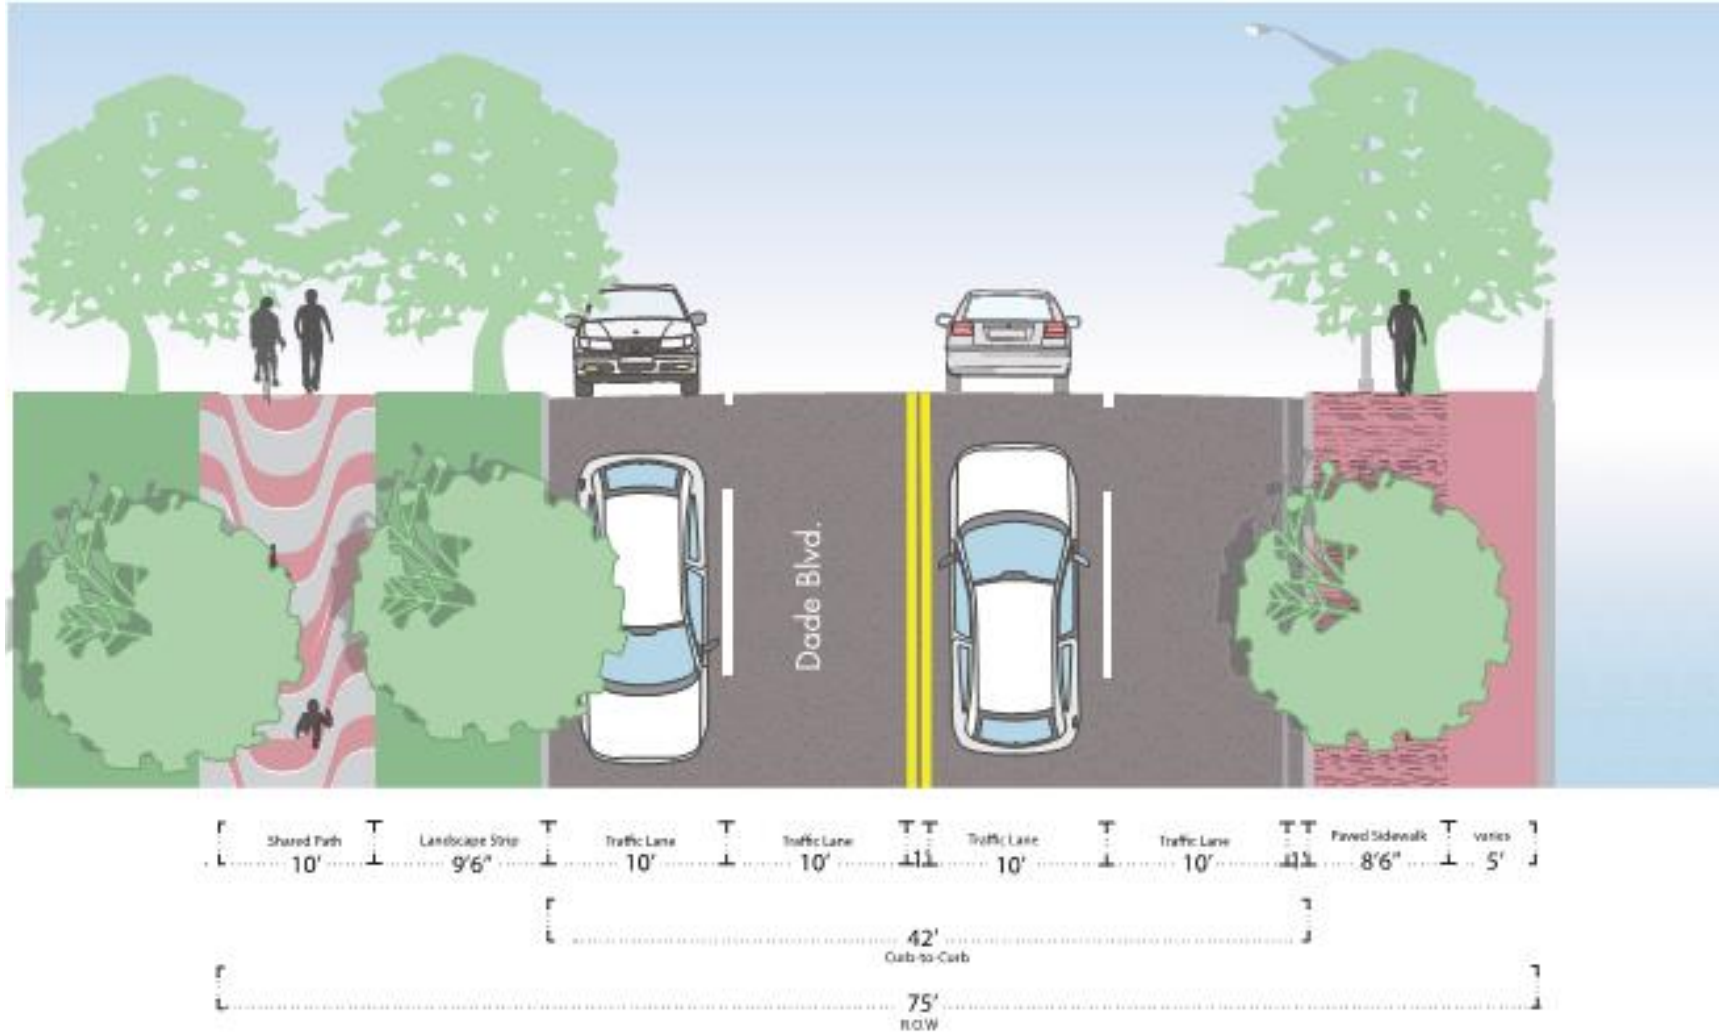 Dade Blvd.
Shared Path
10'
Landscape Strip
9'6"
Traffic Lane
10'
Traffic Lane
10'
1'
Traffic Lane
10'
Traffic Lane
10'
1'
Paved Sidewalk
8'6"
varies
5'
42'
Curb-to-Curb
75'
R.O.W